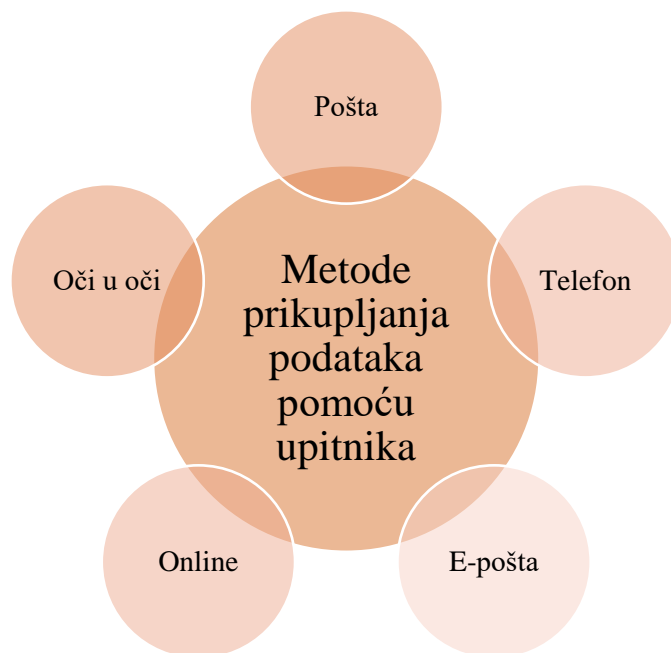 Pošta
Oči u oči
Metode
prikupljanja
podataka
pomoću
upitnika
Telefon
Online
E-pošta